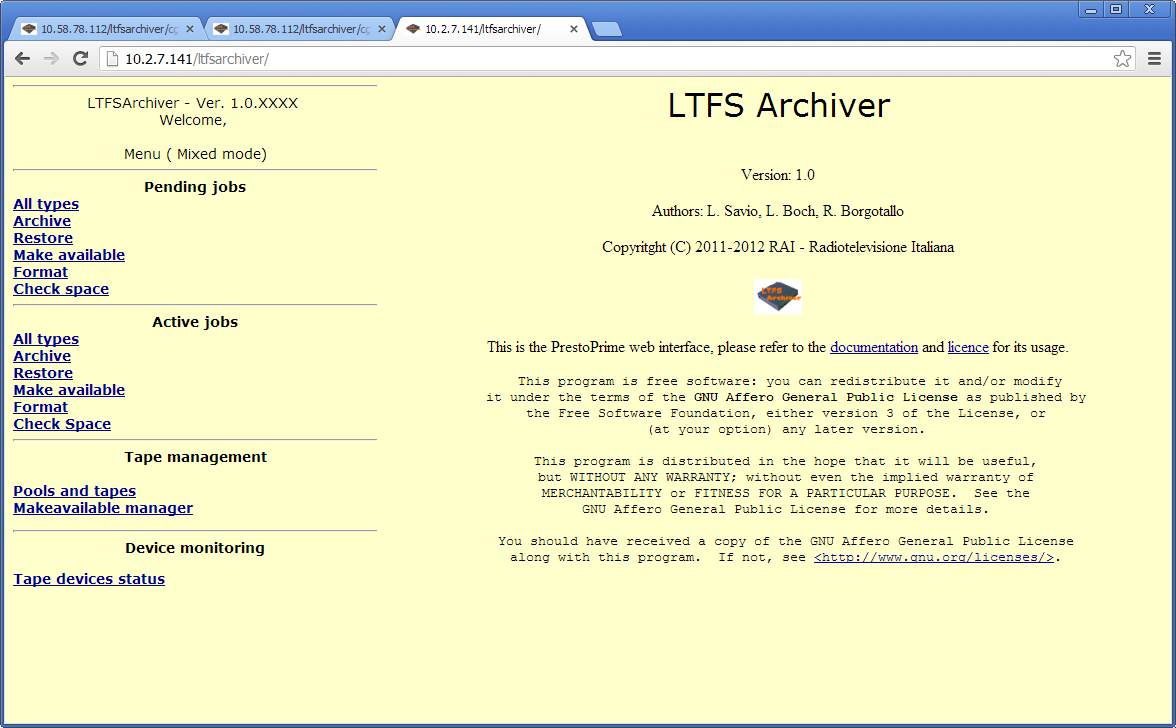 10.58.78.112/ltfsarchiver/cg
10.58.78.112/ltfsarchiver/cg
10.2.7.141/ltfsarchiver/
10.2.7.141/ltfsarchiver/
LTFSArchiver - Ver. 1.0.XXXX
Welcome,
Menu ( Mixed mode)
Pending jobs
All types
Archive
Restore
Make available
Format
Check space
Active jobs
All types
Archive
Restore
Make available
Format
Check Space
Tape management
Pools and tapes
Makeavailable manager
Device monitoring
Tape devices status
LTFS Archiver
Version: 1.0
Authors: L. Savio, L. Boch, R. Borgotallo
Copyritght (C) 2011-2012 RAI - Radiotelevisione Italiana
LTFS
Archiver
This is the PrestoPrime web interface, please refer to the documentation and licence for its usage.
This program is free software: you can redistribute it and/or modify
it under the terms of the GNU Affero General Public License as published by
the Free Software Foundation, either version 3 of the License, or
(at your option) any later version.
This program is distributed in the hope that it will be useful,
but WITHOUT ANY WARRANTY; without even the implied warranty of
MERCHANTABILITY or FITNESS FOR A PARTICULAR PURPOSE.  See the
GNU Affero General Public License for more details.
You should have received a copy of the GNU Affero General Public License
along with this program.  If not, see <http://www.gnu.org/licenses/>.